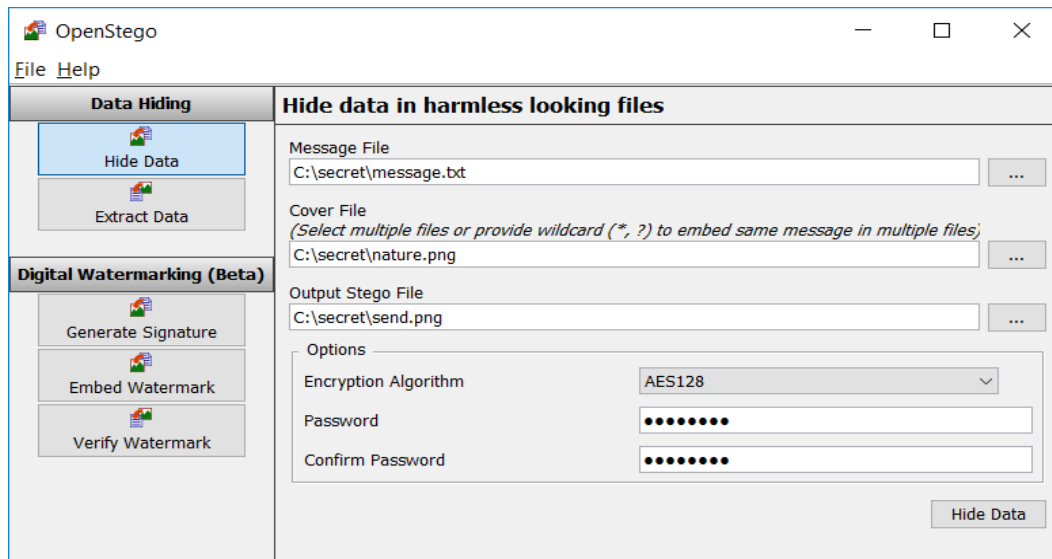 OpenStego
File Help
Data Hiding
Hide Data
Extract Data
Digital Watermarking (Beta)
Generate Signature
Embed Watermark
Verify Watermark
Hide data in harmless looking files
Message File
C:\secret\message.txt
...
Cover File
(Select multiple files or provide wildcard (*, ?) to embed same message in multiple files)
C:\secret\nature.png
...
Output Stego File
C:\secret\send.png
...
Options
Encryption Algorithm
AES128
Password
●●●●●●●●
Confirm Password
●●●●●●●●
Hide Data